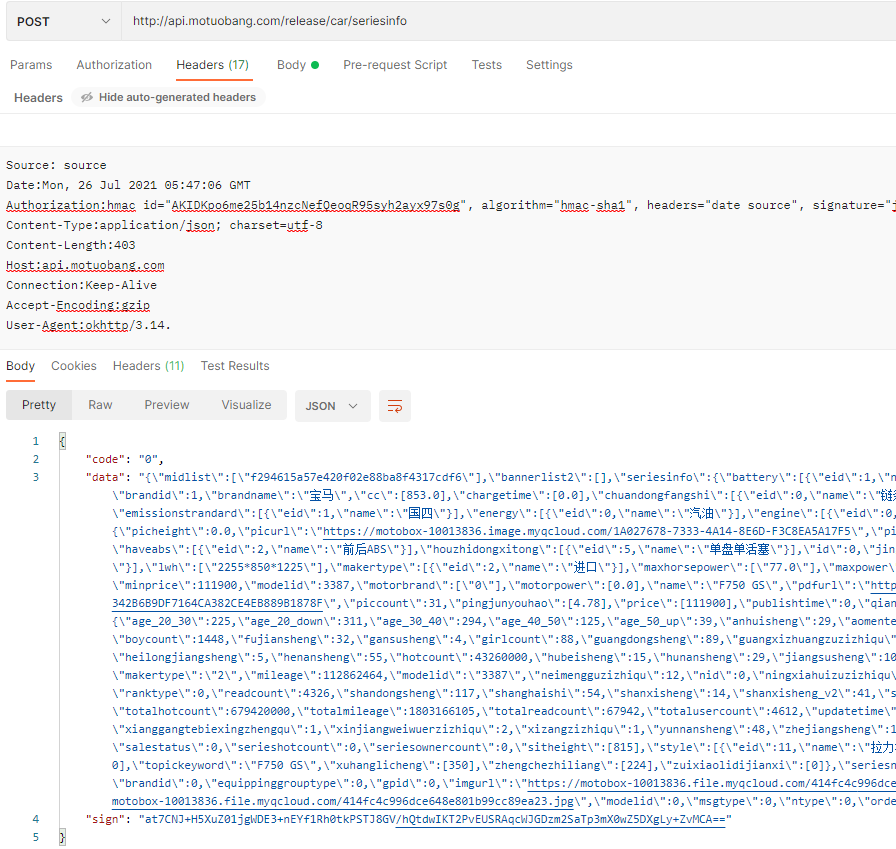 POST http://api.motuobang.com/release/car/seriesinfo
Params Authorization Headers (17) Body Pre-request Script Tests Settings
Headers Hide auto-generated headers
Source: source
Date:Mon, 26 Jul 2021 05:47:06 GMT
Authorization:hmac id="AKIDKpo6me25b14nzcNefQeoqR95syh2ayx97s0g", algorithm="hmac-sha1", headers="date source", signature="j
Content-Type:application/json; charset=utf-8
Content-Length:403
Host:api.motuobang.com
Connection:Keep-Alive
Accept-Encoding:gzip
User-Agent:okhttp/3.14.
Body Cookies Headers (11) Test Results
Pretty Raw Preview Visualize JSON
1 {
2 "code": "0",
3 "data": "{\"midlist\":[\"f294615a57e420f02e88ba8f4317cdf6\"],\"bannerlist2\":[],\"seriesinfo\":{\"battery\":[{\"eid\":1,\"n
\"brandid\":1,\"brandname\":\"宝马\",\"cc\":[853.0],\"chargetime\":[0.0],\"chuandongfangshi\":[{\"eid\":0,\"name\":\"链条
\"emissionstrandard\":[{\"eid\":1,\"name\":\"国四\"}],\"energy\":[{\"eid\":0,\"name\":\"汽油\"}],\"engine\":[{\"eid\":0,
{\"picheight\":0.0,\"picurl\":\"https://motobox-10013836.image.myqcloud.com/1A027678-7333-4A14-8E6D-F3C8EA5A17F5\",\"pi
\"haveabs\":[{\"eid\":2,\"name\":\"前后ABS\"}],\"houzhidongxitong\":[{\"eid\":5,\"name\":\"单盘单活塞\"}],\"id\":0,\"jin
\"}],\"lwh\":[\"2255*850*1225\"],\"makertype\":[{\"eid\":2,\"name\":\"进口\"}],\"maxhorsepower\":[\"77.0\"],\"maxpower\
\"minprice\":111900,\"modelid\":3387,\"motorbrand\":[\"0\"],\"motorpower\":[0.0],\"name\":\"F750 GS\",\"pdfurl\":\"http
342B6B9DF7164CA382CE4EB889B1878F\",\"piccount\":31,\"pingjunyouhao\":[4.78],\"price\":[111900],\"publishtime\":0,\"qian
{\"age_20_30\":225,\"age_20_down\":311,\"age_30_40\":294,\"age_40_50\":125,\"age_50_up\":39,\"anhuisheng\":29,\"aomente
\"boycount\":1448,\"fujiansheng\":32,\"gansusheng\":4,\"girlcount\":88,\"guangdongsheng\":89,\"guangxizhuangzuzizhiqu\"
\"heilongjiangsheng\":5,\"henansheng\":55,\"hotcount\":43260000,\"hubeisheng\":15,\"hunansheng\":29,\"jiangsusheng\":10
\"makertype\":\"2\",\"mileage\":112862464,\"modelid\":\"3387\",\"neimengguzizhiqu\":12,\"nid\":0,\"ningxiahuizuzizhiqu\
\"ranktype\":0,\"readcount\":4326,\"shandongsheng\":117,\"shanghaishi\":54,\"shanxisheng\":14,\"shanxisheng_v2\":41,\"s
\"totalhotcount\":679420000,\"totalmileage\":1803166105,\"totalreadcount\":67942,\"totalusercount\":4612,\"updatetime\"
\"xianggangtebiexingzhengqu\":1,\"xinjiangweiwuerzizhiqu\":2,\"xizangzizhiqu\":1,\"yunnansheng\":48,\"zhejiangsheng\":1
\"salestatus\":0,\"serieshotcount\":0,\"seriesownercount\":0,\"sitheight\":[815],\"style\":[{\"eid\":11,\"name\":\"拉力
0],\"topickeyword\":\"F750 GS\",\"xuhanglicheng\":[350],\"zhengchezhiliang\":[224],\"zuixiaolidijianxi\":[0]},\"seriesn
\"brandid\":0,\"equippinggrouptype\":0,\"gpid\":0,\"imgurl\":\"https://motobox-10013836.file.myqcloud.com/414fc4c996dce
motobox-10013836.file.myqcloud.com/414fc4c996dce648e801b99cc89ea23.jpg\",\"modelid\":0,\"msgtype\":0,\"ntype\":0,\"orde
4 "sign": "at7CNJ+H5XuZ01jgWDE3+nEYf1Rh0tkPSTJ8GV/hQtdwIKT2PvEUSRAqcWJGDzm2SaTp3mX0wZ5DXgLy+ZvMCA=="
5 }